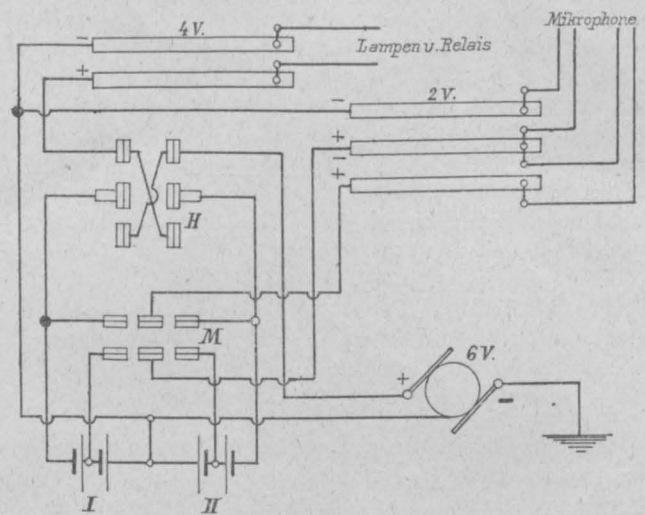 4V.
Mikrophone.
-
+
Lampen u. Relais
2V.
-
+
-
+
H
M
6V.
+
-
I
II